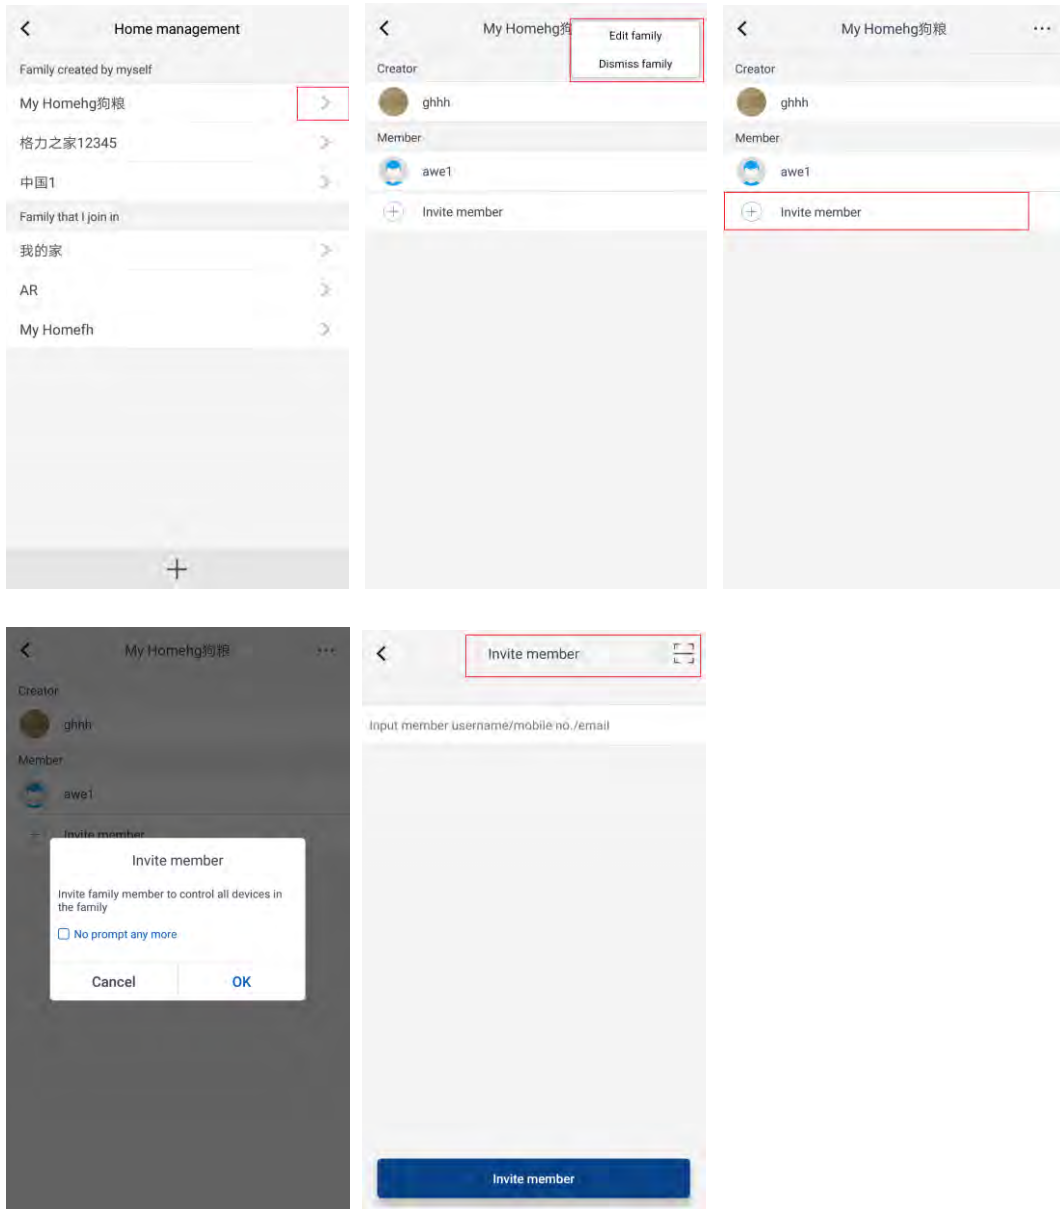 Home management
Family created by myself
My Homehg狗粮
格力之家12345
中国1
Family that I join in
我的家
AR
My Homefh
My Homehg狗
Edit family
Dismiss family
Creator
ghhh
Member
awe1
Invite member
My Homehg狗粮
Creator
ghhh
Member
awe1
Invite member
My Homehg狗粮
Creator
ghhh
Member
awe1
Invite member
Invite member
Invite family member to control all devices in
the family
No prompt any more
Cancel OK
Invite member
Input member username/mobile no./email
Invite member